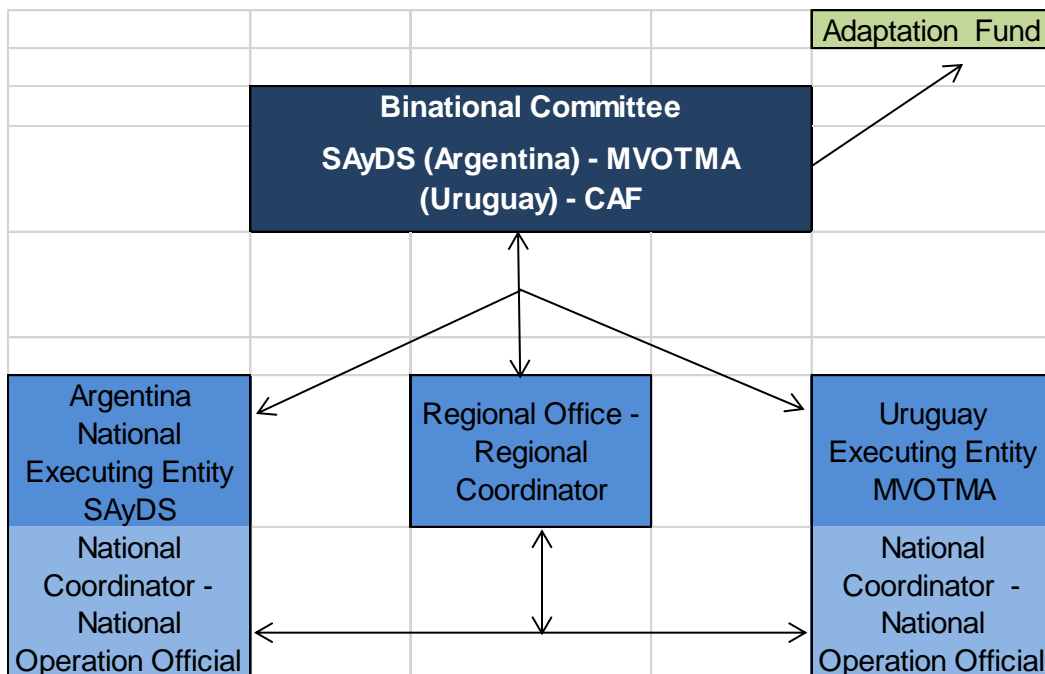 Adaptation Fund
Binational Committee
SAyDS (Argentina) - MVOTMA
(Uruguay) - CAF
Argentina
National
Executing Entity
SAyDS
National
Coordinator -
National
Operation Official
Regional Office -
Regional
Coordinator
Uruguay
Executing Entity
MVOTMA
National
Coordinator -
National
Operation Official